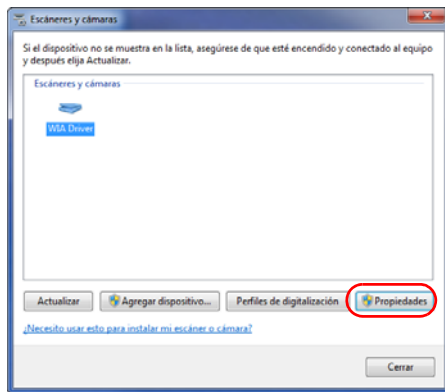 Escáneres y cámaras
Si el dispositivo no se muestra en la lista, asegúrese de que esté encendido y conectado al equipo
y después elija Actualizar.
Escáneres y cámaras
WIA Driver
Actualizar Agregar dispositivo... Perfiles de digitalización Propiedades
¿Necesito usar esto para instalar mi escáner o cámara?
Cerrar